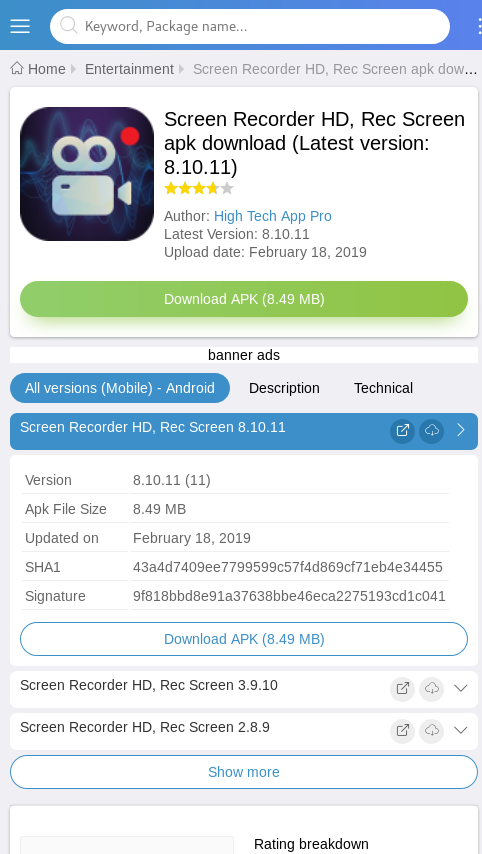 Keyword, Package name...
Home
Entertainment
Screen Recorder HD, Rec Screen apk dow...
Screen Recorder HD, Rec Screen
apk download (Latest version:
8.10.11)
Author: High Tech App Pro
Latest Version: 8.10.11
Upload date: February 18, 2019
Download APK (8.49 MB)
banner ads
All versions (Mobile) - Android
Description
Technical
Screen Recorder HD, Rec Screen 8.10.11
Version 8.10.11 (11)
Apk File Size 8.49 MB
Updated on February 18, 2019
SHA1 43a4d7409ee7799599c57f4d869cf71eb4e34455
Signature 9f818bbd8e91a37638bbe46eca2275193cd1c041
Download APK (8.49 MB)
Screen Recorder HD, Rec Screen 3.9.10
Screen Recorder HD, Rec Screen 2.8.9
Show more
Rating breakdown